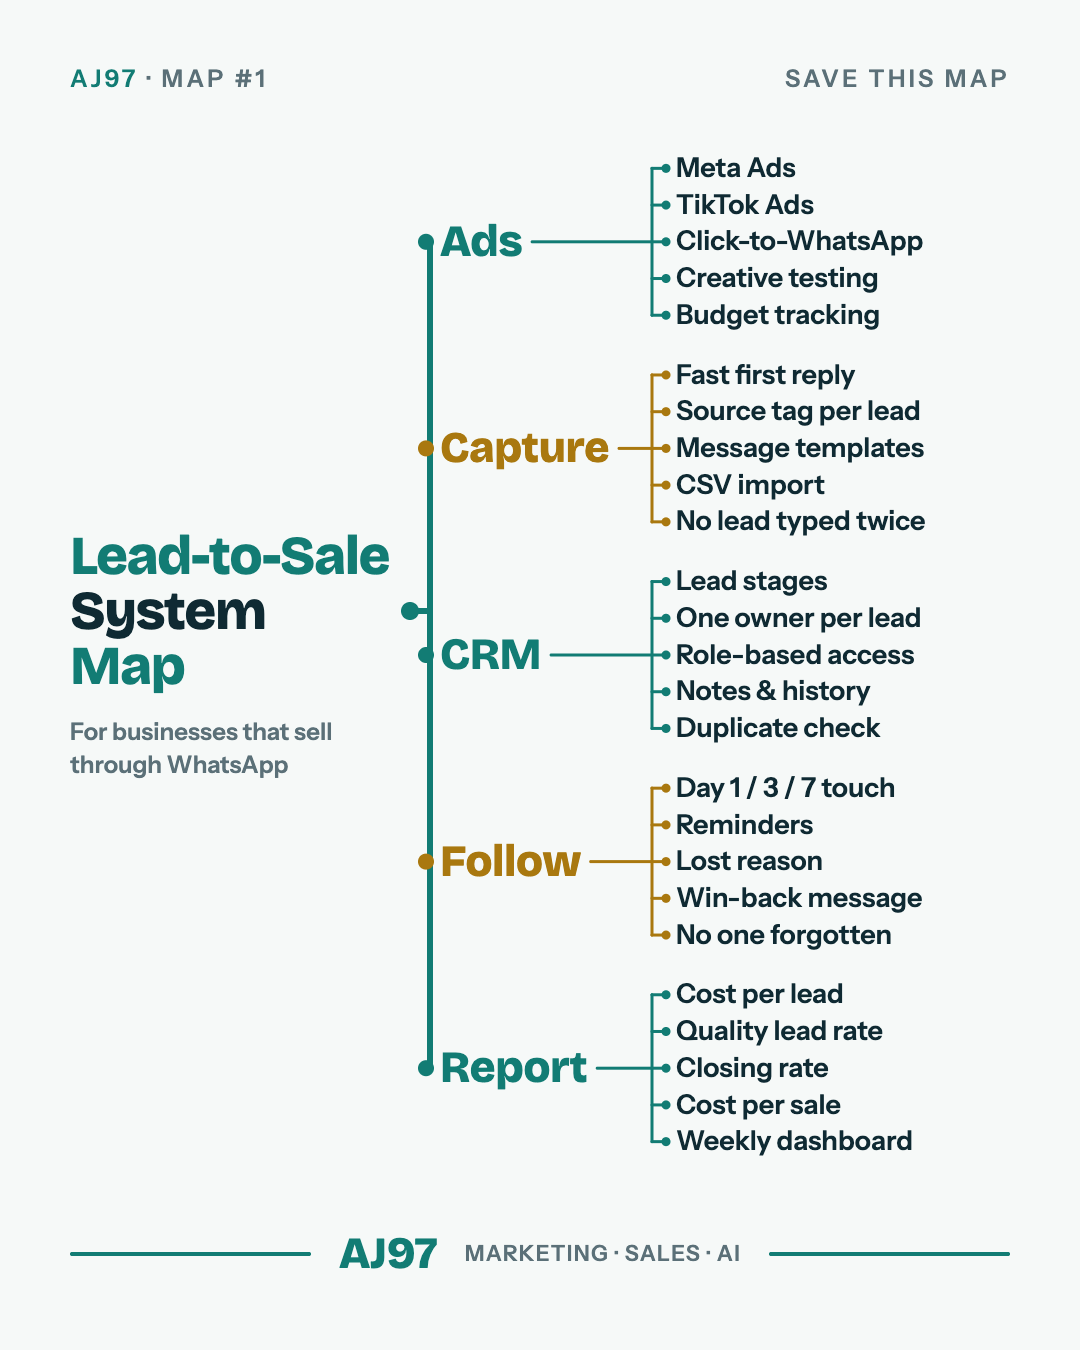 AJ97 · MAP #1
SAVE THIS MAP
Lead-to-Sale
System
Map
For businesses that sell
through WhatsApp
Ads
Meta Ads
TikTok Ads
Click-to-WhatsApp
Creative testing
Budget tracking
Capture
Fast first reply
Source tag per lead
Message templates
CSV import
No lead typed twice
CRM
Lead stages
One owner per lead
Role-based access
Notes & history
Duplicate check
Follow
Day 1 / 3 / 7 touch
Reminders
Lost reason
Win-back message
No one forgotten
Report
Cost per lead
Quality lead rate
Closing rate
Cost per sale
Weekly dashboard
AJ97 MARKETING · SALES · AI